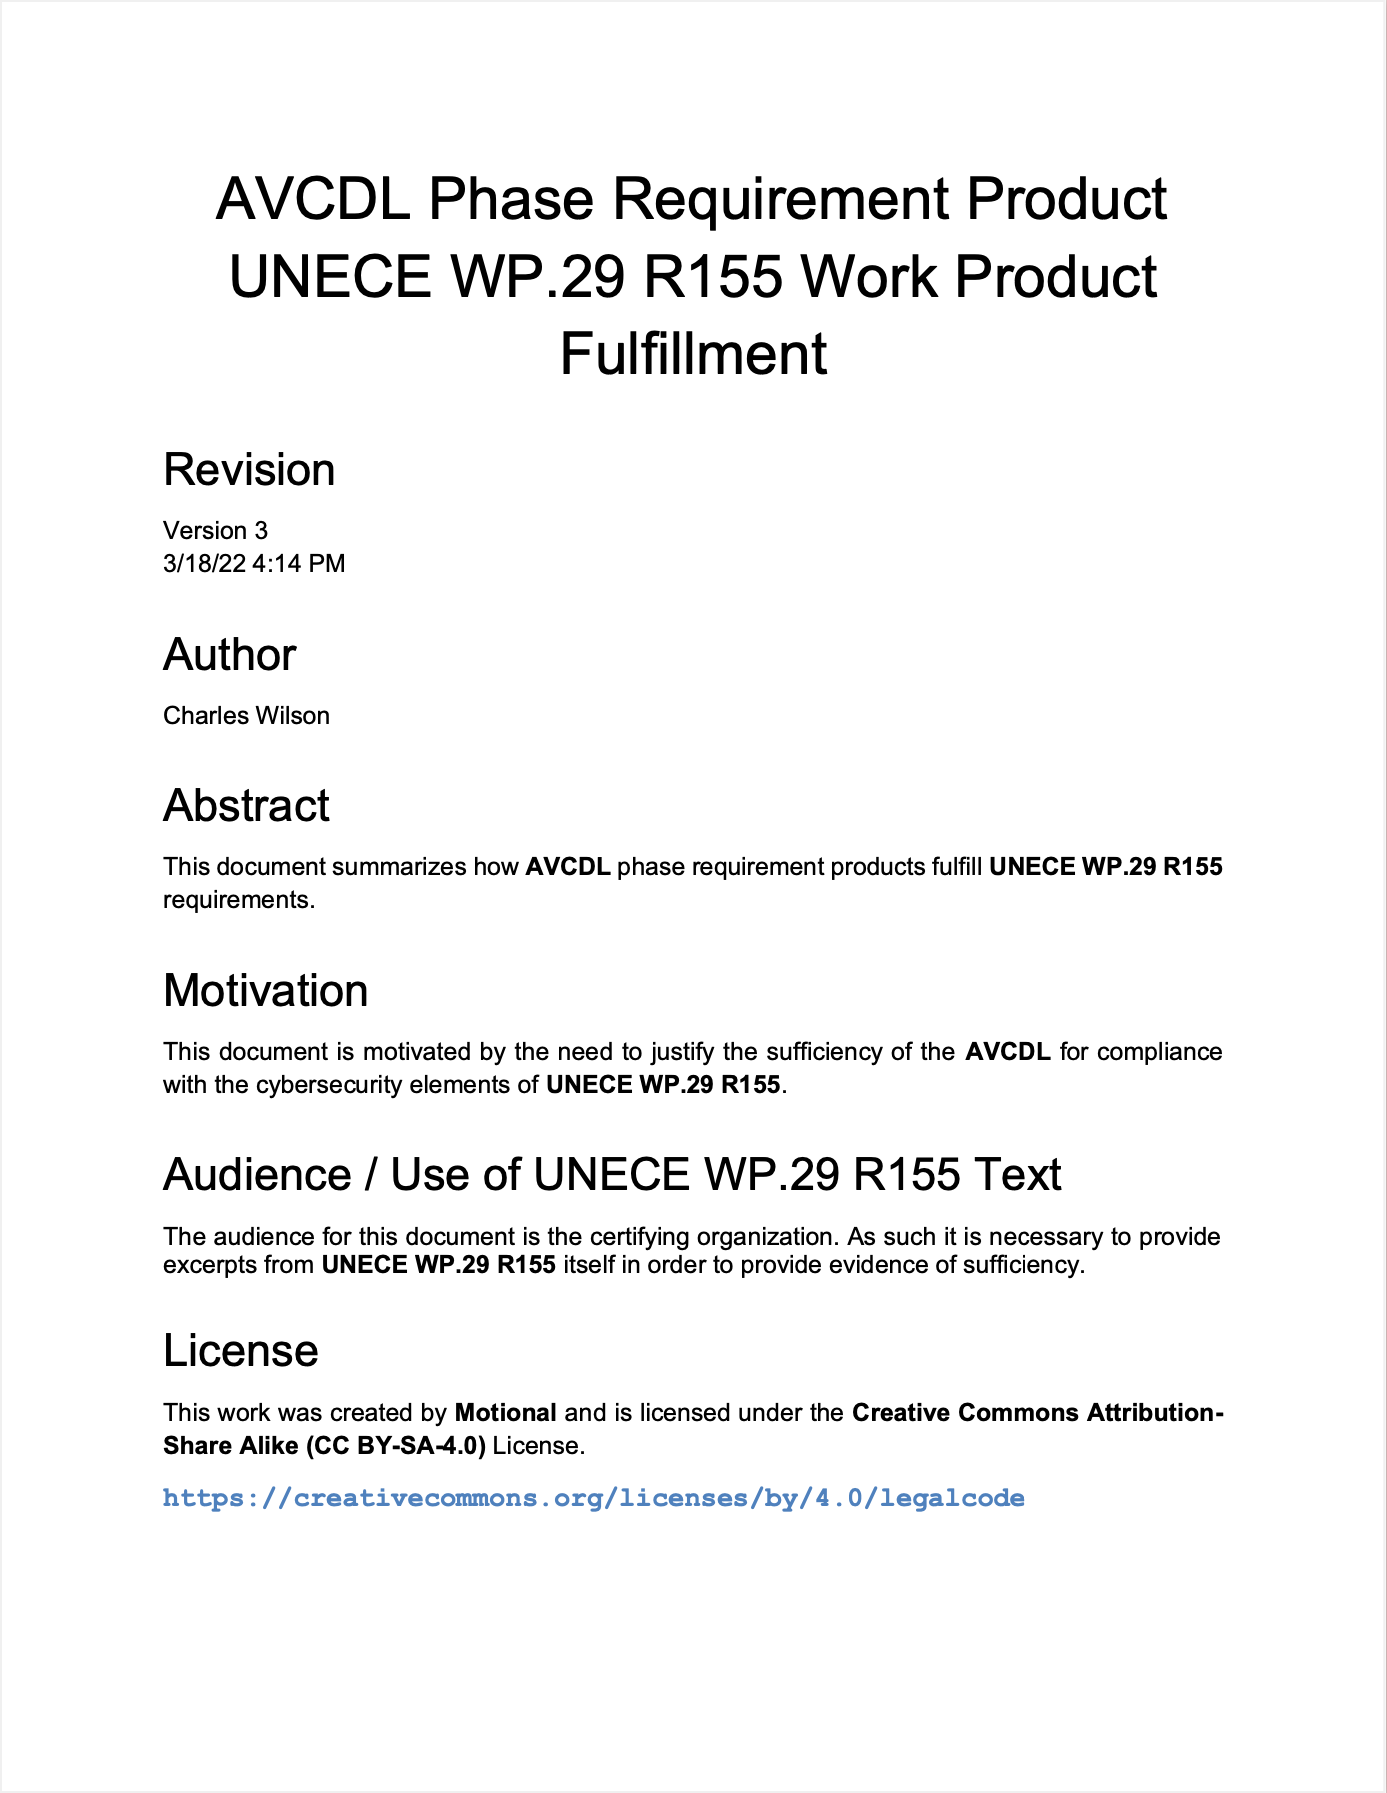 AVCDL Phase Requirement Product
UNECE WP.29 R155 Work Product
Fulfillment
Revision
Version 3
3/18/22 4:14 PM
Author
Charles Wilson
Abstract
This document summarizes how AVCDL phase requirement products fulfill UNECE WP.29 R155
requirements.
Motivation
This document is motivated by the need to justify the sufficiency of the AVCDL for compliance
with the cybersecurity elements of UNECE WP.29 R155.
Audience / Use of UNECE WP.29 R155 Text
The audience for this document is the certifying organization. As such it is necessary to provide
excerpts from UNECE WP.29 R155 itself in order to provide evidence of sufficiency.
License
This work was created by Motional and is licensed under the Creative Commons Attribution-
Share Alike (CC BY-SA-4.0) License.
https://creativecommons.org/licenses/by/4.0/legalcode